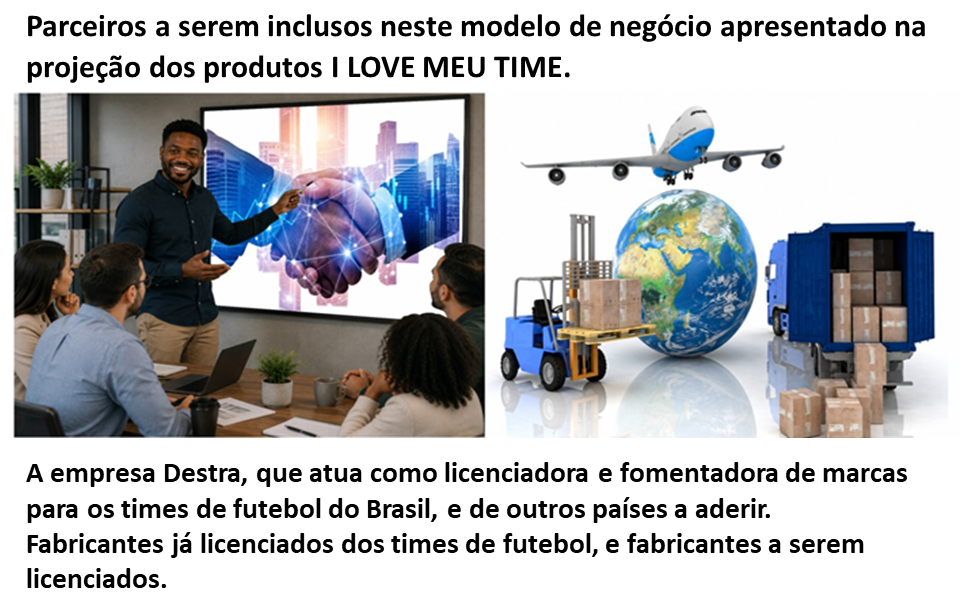 Parceiros a serem inclusos neste modelo de negócio apresentado na
projeção dos produtos I LOVE MEU TIME.
A empresa Destra, que atua como licenciadora e fomentadora de marcas
para os times de futebol do Brasil, e de outros países a aderir.
Fabricantes já licenciados dos times de futebol, e fabricantes a serem
licenciados.